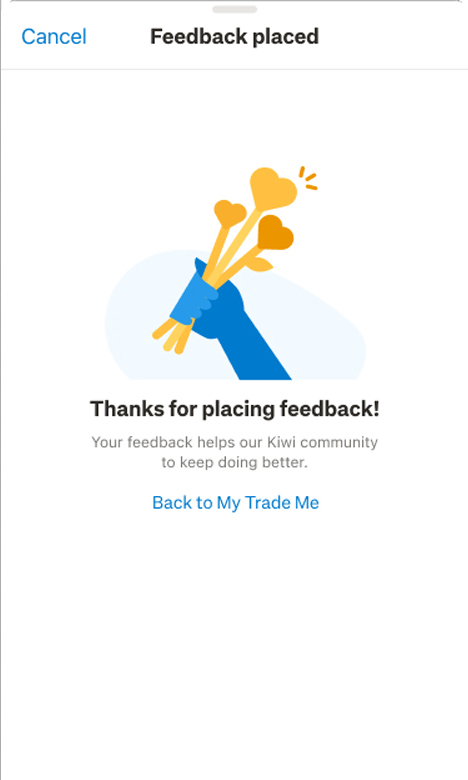 Cancel
Feedback placed
Thanks for placing feedback!
Your feedback helps our Kiwi community
to keep doing better.
Back to My Trade Me